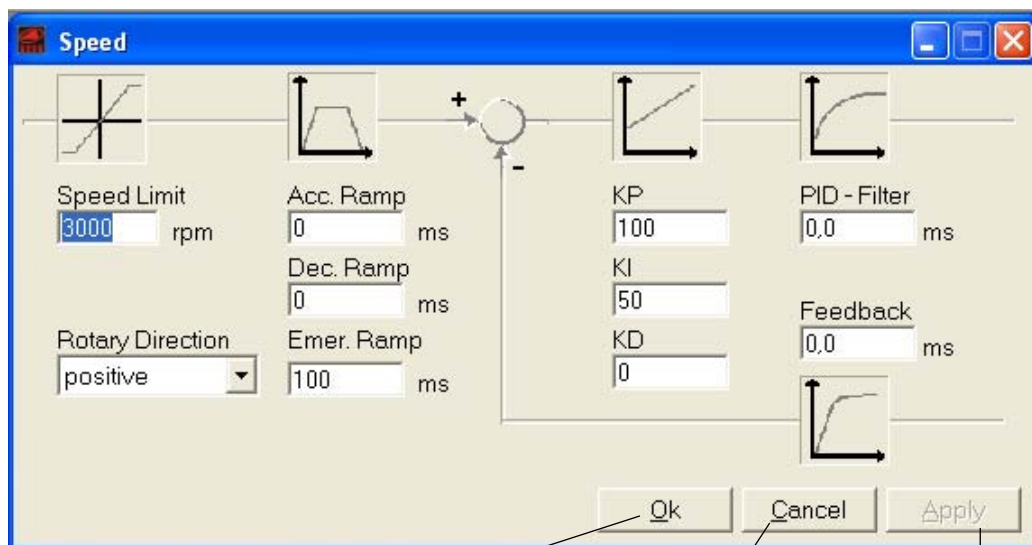 Speed
+
-
Speed Limit
3000 rpm
Rotary Direction
positive
Acc. Ramp
0 ms
Dec. Ramp
0 ms
Emer. Ramp
100 ms
KP
100
KI
50
KD
0
PID - Filter
0,0 ms
Feedback
0,0 ms
Ok Cancel Apply